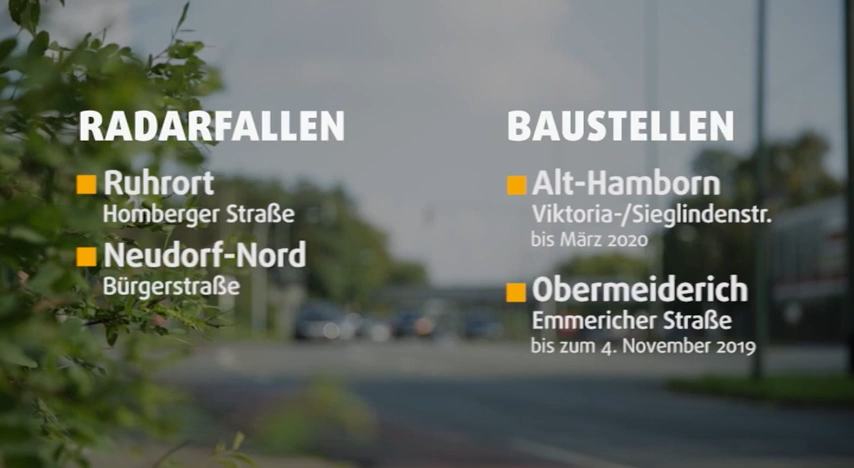 RADARFALLEN
Ruhrort
Homberger Straße
Neudorf-Nord
Bürgerstraße
BAUSTELLEN
Alt-Hamborn
Viktoria-/Sieglindenstr.
bis März 2020
Obermeiderich
Emmericher Straße
bis zum 4. November 2019